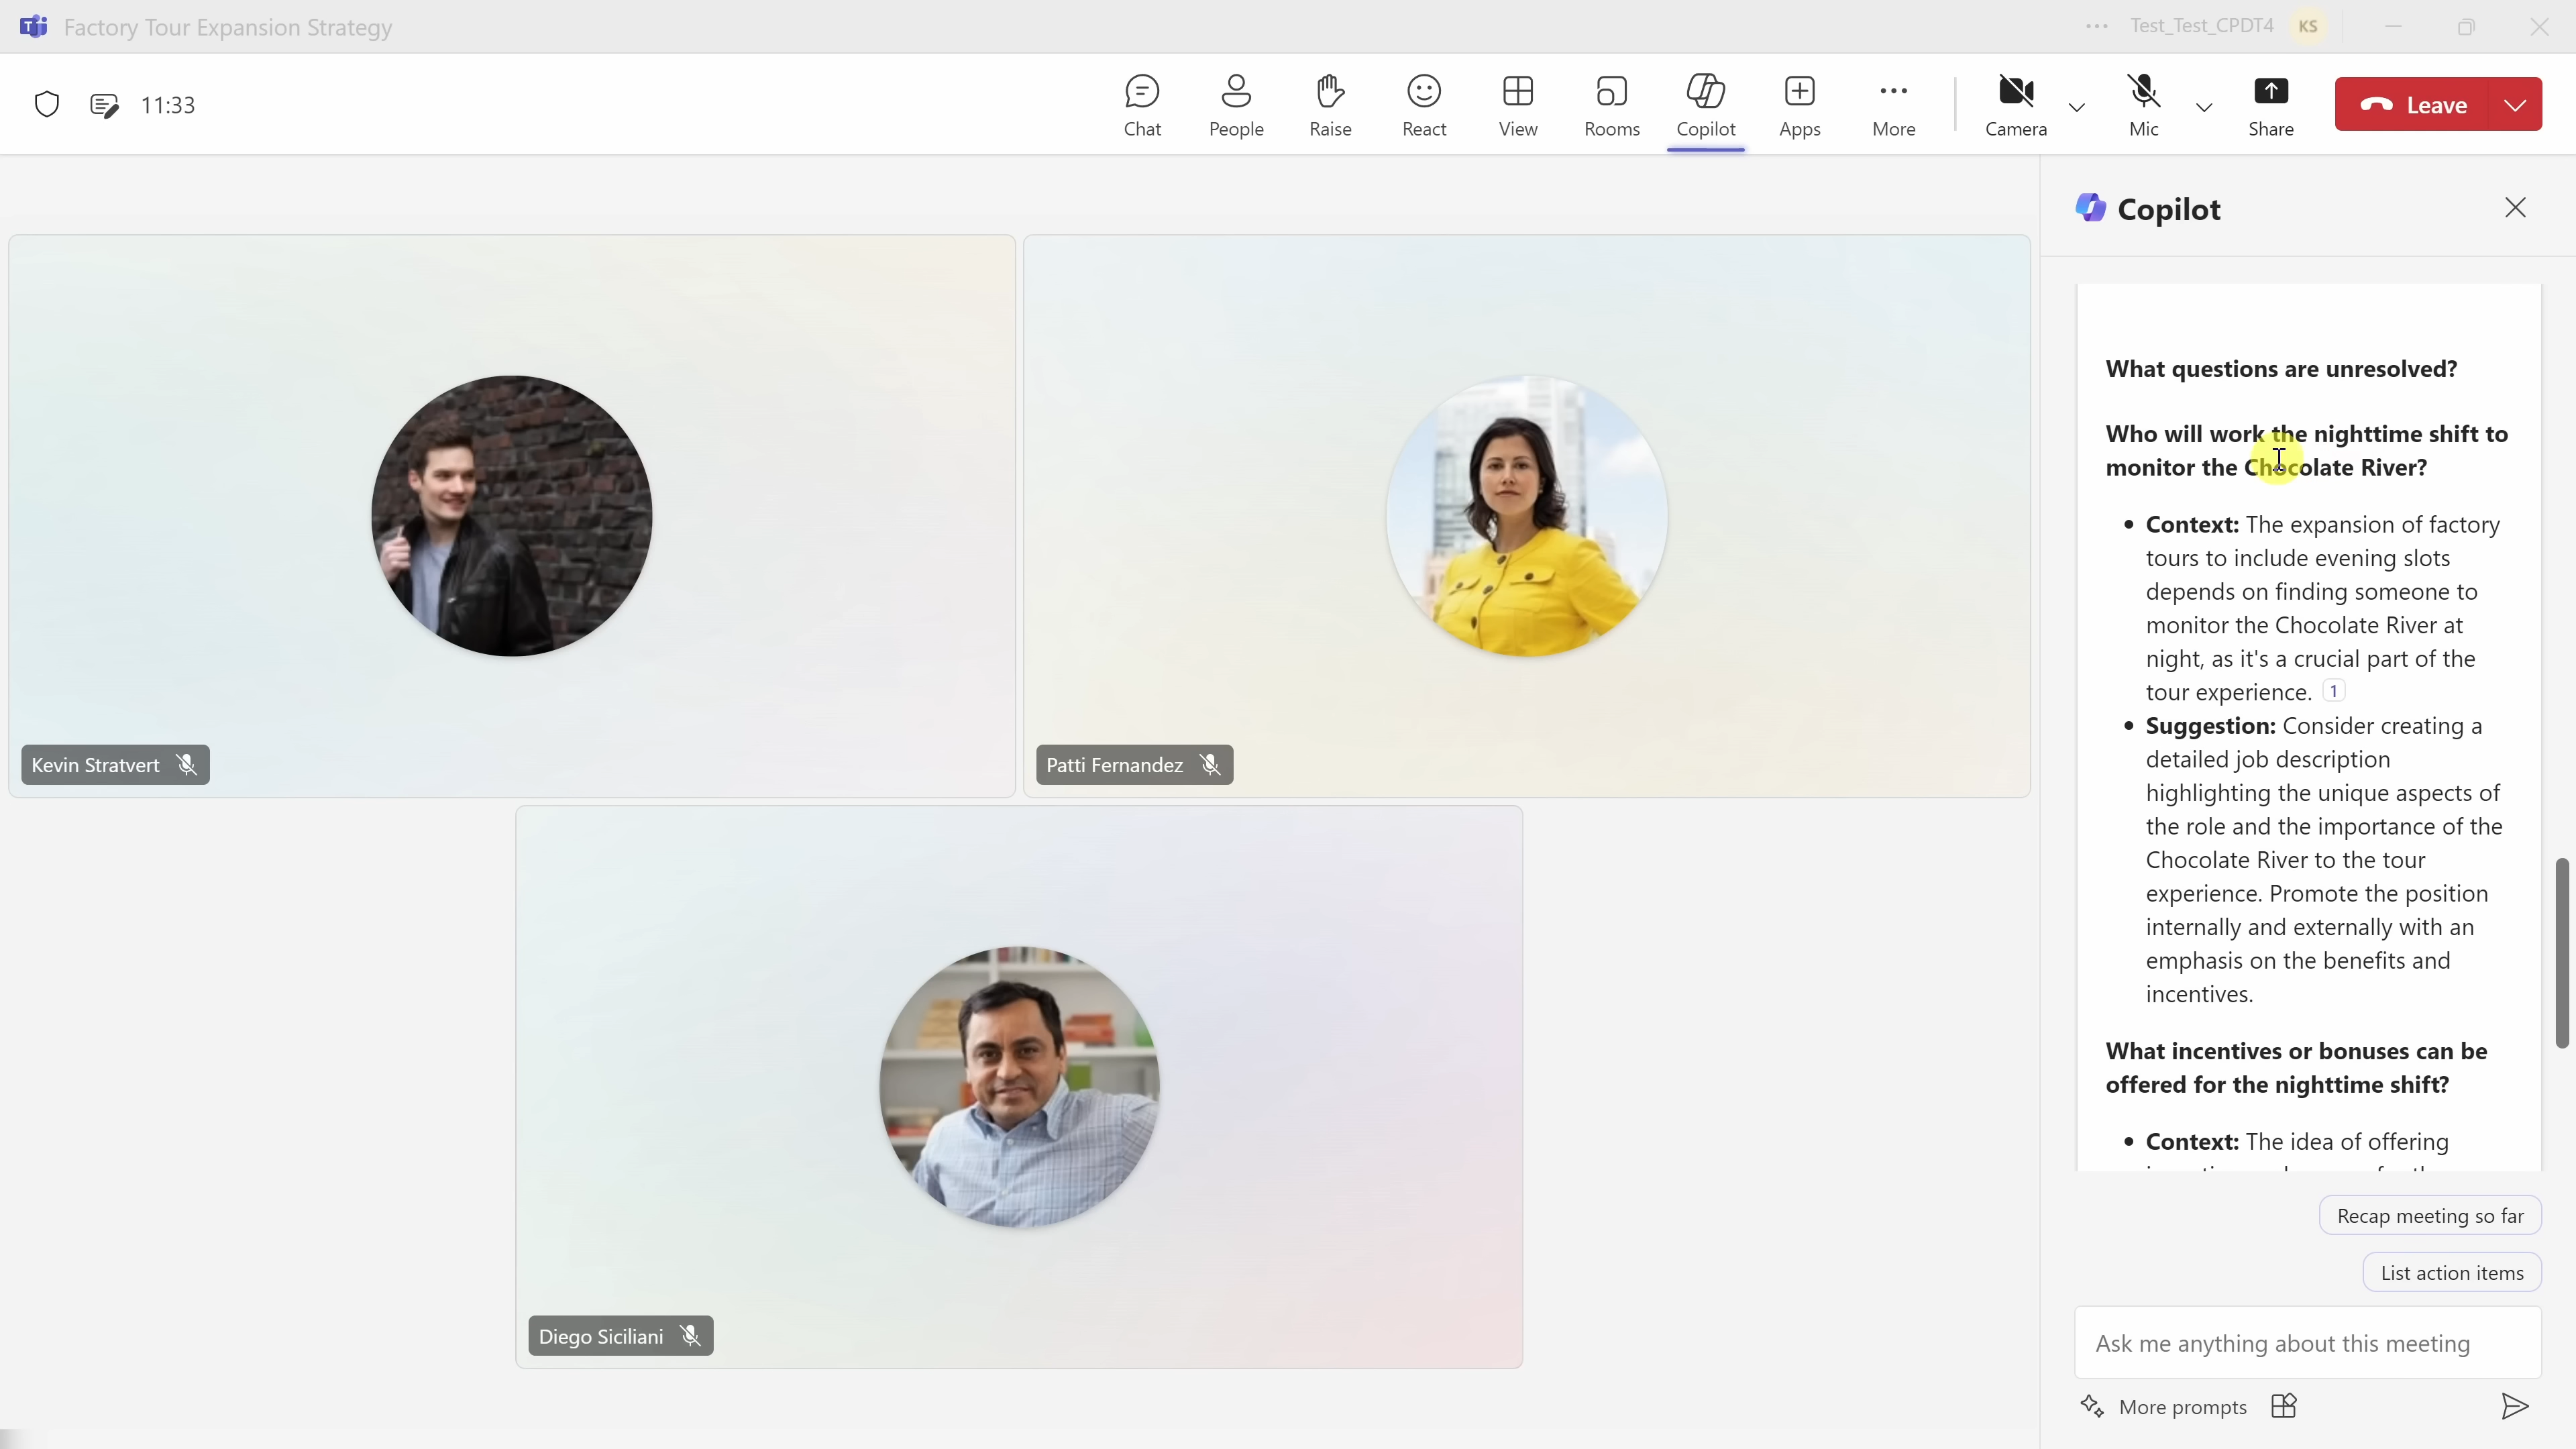 Factory Tour Expansion Strategy
Test_Test_CPDT4 KS
11:33
Chat
People
Raise
React
View
Rooms
Copilot
Apps
More
Camera
Mic
Share
Leave
Kevin Stratvert
Patti Fernandez
Diego Siciliani
Copilot
What questions are unresolved?
Who will work the nighttime shift to
monitor the Chocolate River?
• Context: The expansion of factory
tours to include evening slots
depends on finding someone to
monitor the Chocolate River at
night, as it's a crucial part of the
tour experience. 1
• Suggestion: Consider creating a
detailed job description
highlighting the unique aspects of
the role and the importance of the
Chocolate River to the tour
experience. Promote the position
internally and externally with an
emphasis on the benefits and
incentives.
What incentives or bonuses can be
offered for the nighttime shift?
• Context: The idea of offering
Recap meeting so far
List action items
Ask me anything about this meeting
More prompts